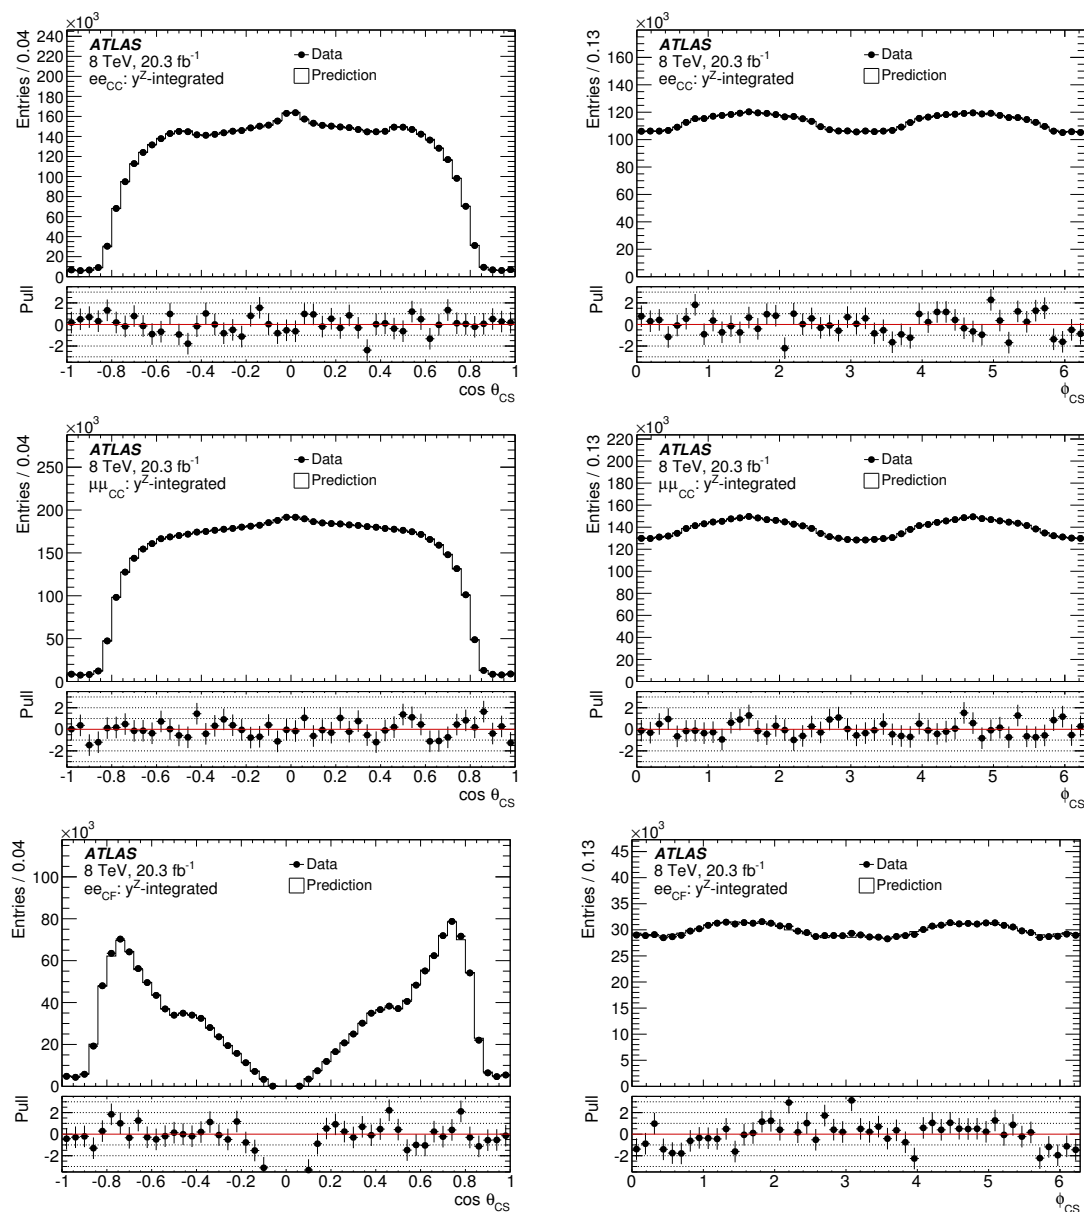 ×10³
Entries / 0.04
240
220
200
180
160
140
120
100
80
60
40
20
0
ATLAS
8 TeV, 20.3 fb⁻¹
ee_CC: y^Z-integrated
Data
Prediction
Pull
2
0
-2
-1 -0.8 -0.6 -0.4 -0.2 0 0.2 0.4 0.6 0.8 1
cos θ_CS
×10³
Entries / 0.13
180
160
140
120
100
80
60
40
20
0
ATLAS
8 TeV, 20.3 fb⁻¹
ee_CC: y^Z-integrated
Data
Prediction
Pull
2
0
-2
0 1 2 3 4 5 6
ϕ_CS
×10³
Entries / 0.04
250
200
150
100
50
0
ATLAS
8 TeV, 20.3 fb⁻¹
μμ_CC: y^Z-integrated
Data
Prediction
Pull
2
0
-2
-1 -0.8 -0.6 -0.4 -0.2 0 0.2 0.4 0.6 0.8 1
cos θ_CS
×10³
Entries / 0.13
220
200
180
160
140
120
100
80
60
40
20
0
ATLAS
8 TeV, 20.3 fb⁻¹
μμ_CC: y^Z-integrated
Data
Prediction
Pull
2
0
-2
0 1 2 3 4 5 6
ϕ_CS
×10³
Entries / 0.04
100
80
60
40
20
0
ATLAS
8 TeV, 20.3 fb⁻¹
ee_CF: y^Z-integrated
Data
Prediction
Pull
2
0
-2
-1 -0.8 -0.6 -0.4 -0.2 0 0.2 0.4 0.6 0.8 1
cos θ_CS
×10³
Entries / 0.13
45
40
35
30
25
20
15
10
5
0
ATLAS
8 TeV, 20.3 fb⁻¹
ee_CF: y^Z-integrated
Data
Prediction
Pull
2
0
-2
0 1 2 3 4 5 6
ϕ_CS